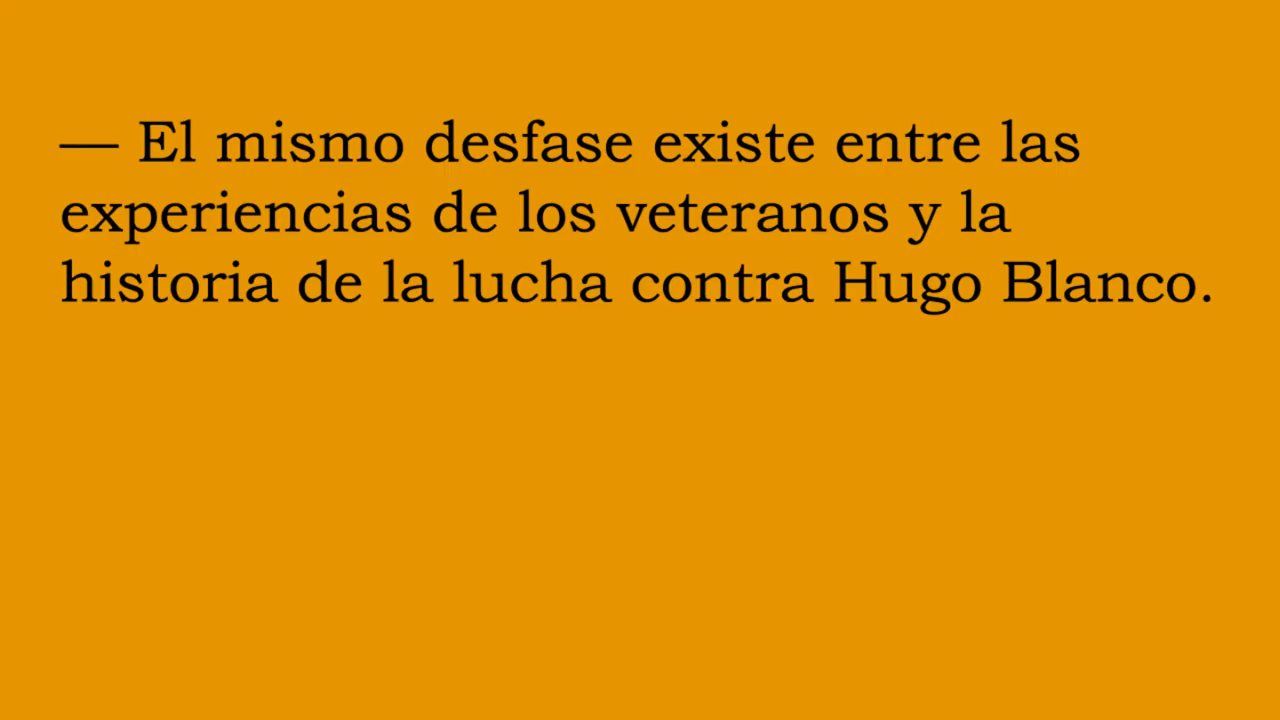 — El mismo desfase existe entre las
experiencias de los veteranos y la
historia de la lucha contra Hugo Blanco.